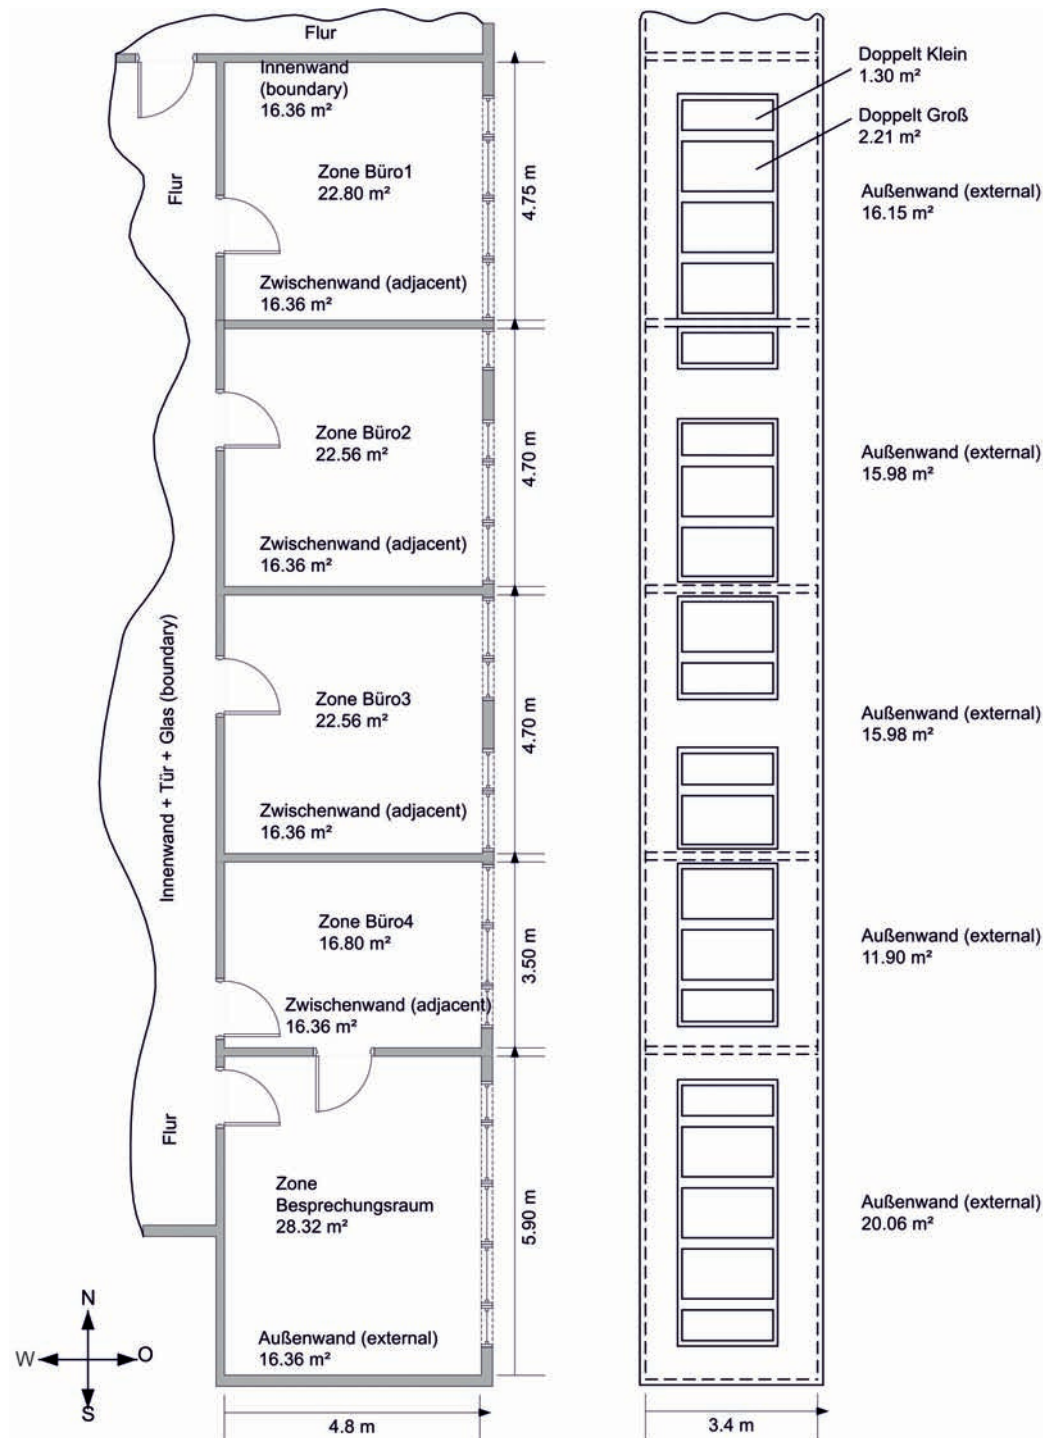 Flur
Innenwand
(boundary)
16.36 m²
Flur
Zone Büro1
22.80 m²
4.75 m
Zwischenwand (adjacent)
16.36 m²
Zone Büro2
22.56 m²
4.70 m
Zwischenwand (adjacent)
16.36 m²
Innenwand + Tür + Glas (boundary)
Zone Büro3
22.56 m²
4.70 m
Zwischenwand (adjacent)
16.36 m²
Zone Büro4
16.80 m²
3.50 m
Zwischenwand (adjacent)
16.36 m²
Flur
Zone
Besprechungsraum
28.32 m²
5.90 m
Außenwand (external)
16.36 m²
N
W
O
S
4.8 m
Doppelt Klein
1.30 m²
Doppelt Groß
2.21 m²
Außenwand (external)
16.15 m²
Außenwand (external)
15.98 m²
Außenwand (external)
15.98 m²
Außenwand (external)
11.90 m²
Außenwand (external)
20.06 m²
3.4 m